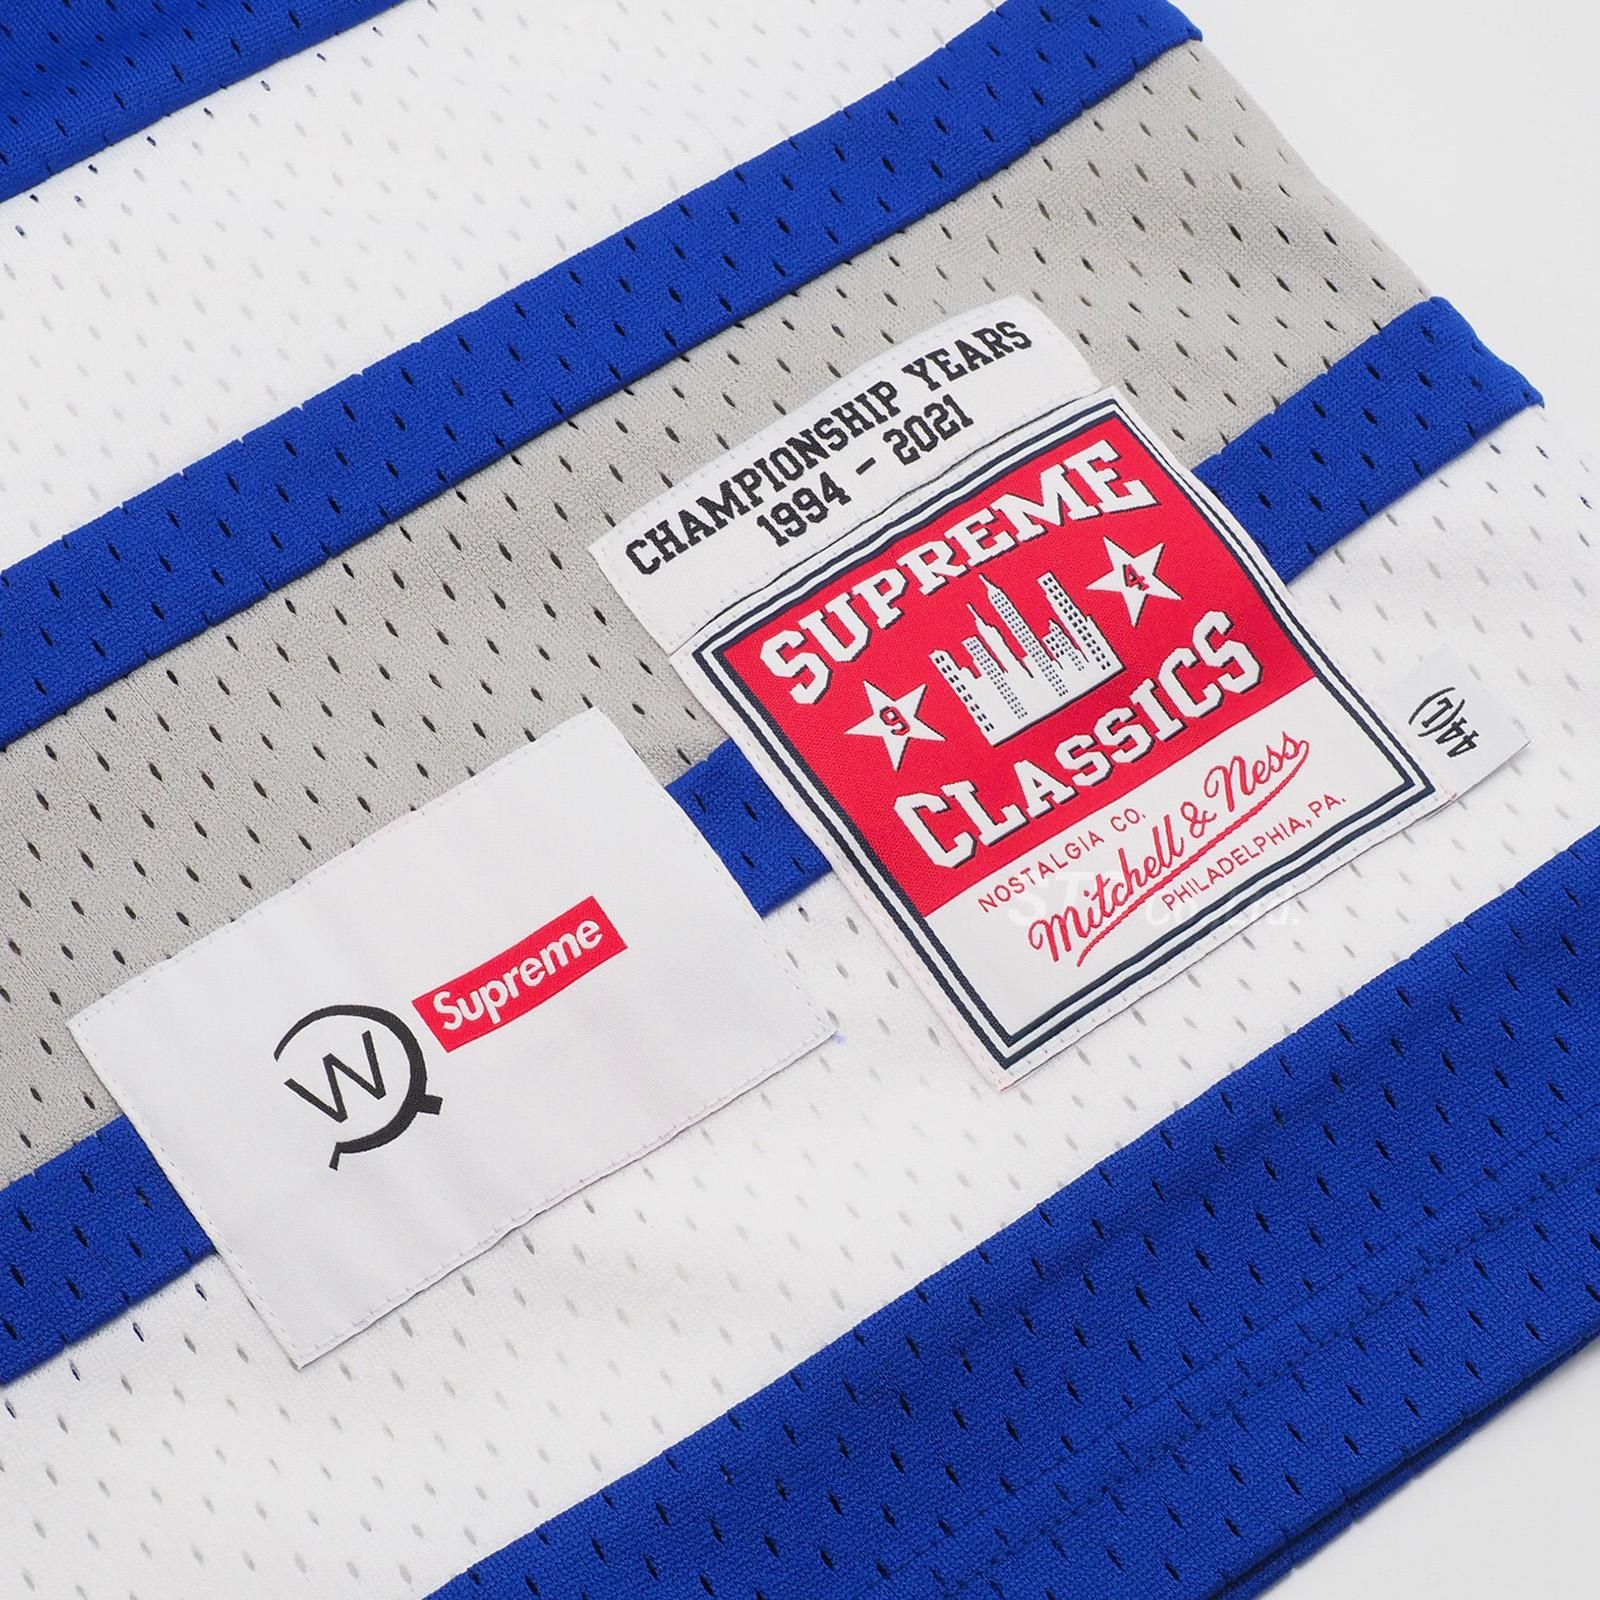 CHAMPIONSHIP YEARS
1994 - 2021
SUPREME
9
4
CLASSICS
NOSTALGIA CO.
Mitchell & Ness
PHILADELPHIA, PA.
44(L)
Supreme
W